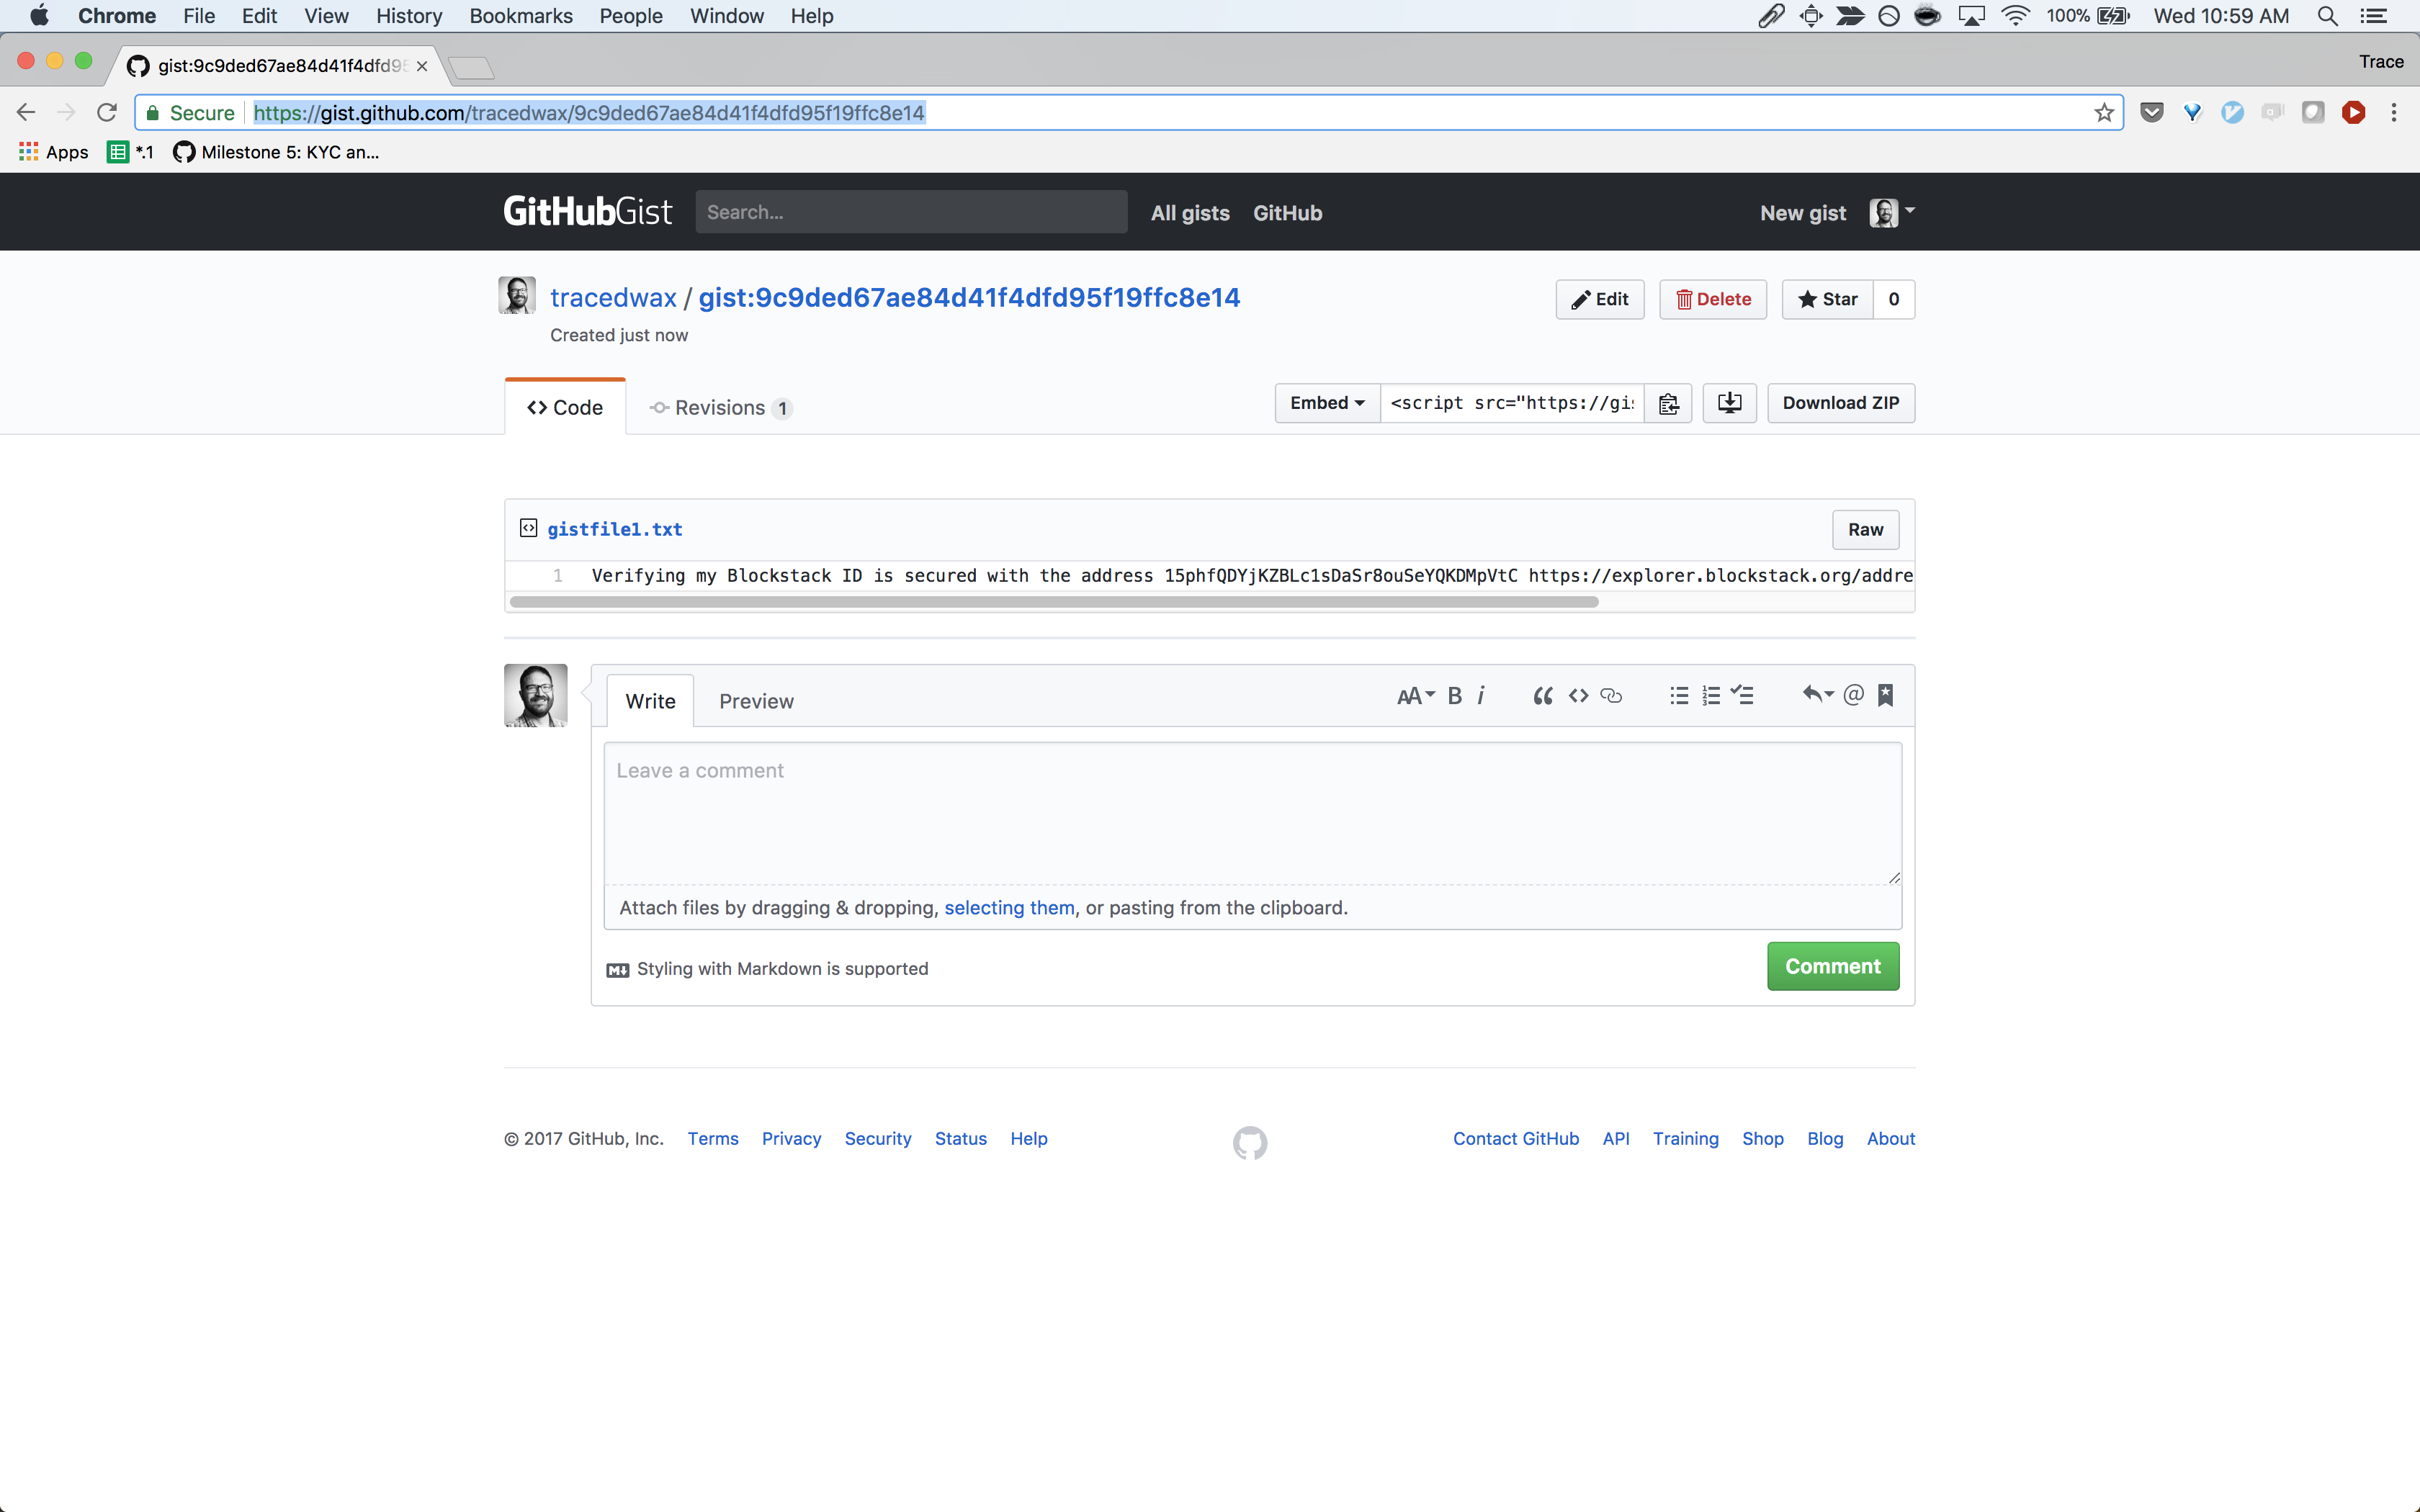 Chrome File Edit View History Bookmarks People Window Help 100% Wed 10:59 AM
gist:9c9ded67ae84d41f4dfd95 Trace
Secure https://gist.github.com/tracedwax/9c9ded67ae84d41f4dfd95f19ffc8e14
Apps *.1 Milestone 5: KYC an...
GitHubGist Search... All gists GitHub New gist
tracedwax / gist:9c9ded67ae84d41f4dfd95f19ffc8e14 Edit Delete Star 0
Created just now
Code Revisions 1 Embed <script src="https://gis Download ZIP
gistfile1.txt Raw
1 Verifying my Blockstack ID is secured with the address 15phfQDYjKZBLc1sDaSr8ouSeYQKDMpVtC https://explorer.blockstack.org/addre
Write Preview AA B i
Leave a comment
Attach files by dragging & dropping, selecting them, or pasting from the clipboard.
Styling with Markdown is supported Comment
© 2017 GitHub, Inc. Terms Privacy Security Status Help Contact GitHub API Training Shop Blog About